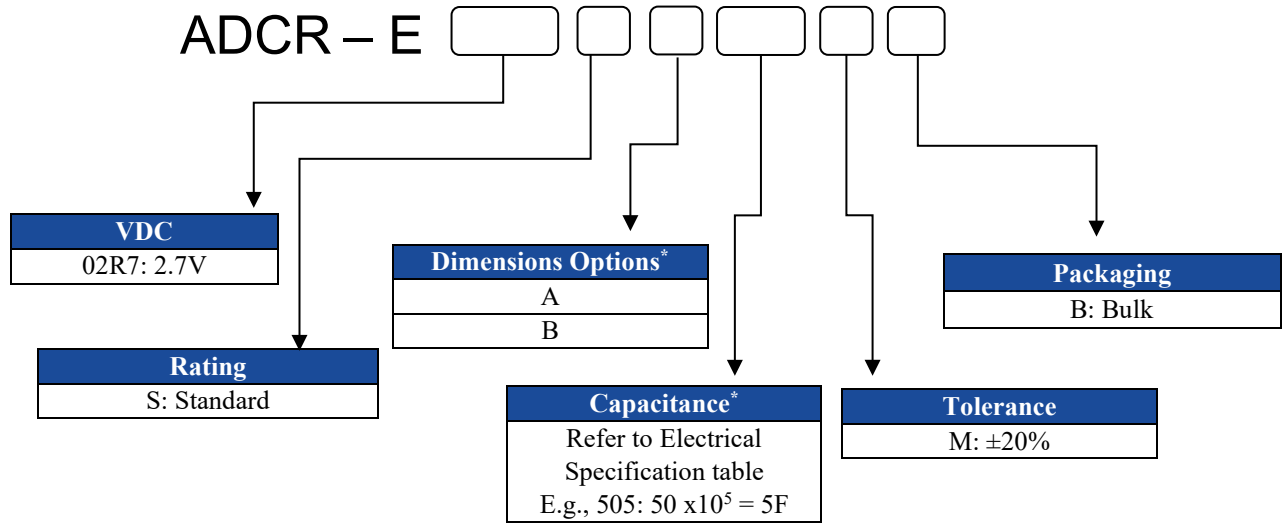 ADCR – E
VDC
02R7: 2.7V
Rating
S: Standard
Dimensions Options*
A
B
Capacitance*
Refer to Electrical
Specification table
E.g., 505: 50 x10⁵ = 5F
Tolerance
M: ±20%
Packaging
B: Bulk